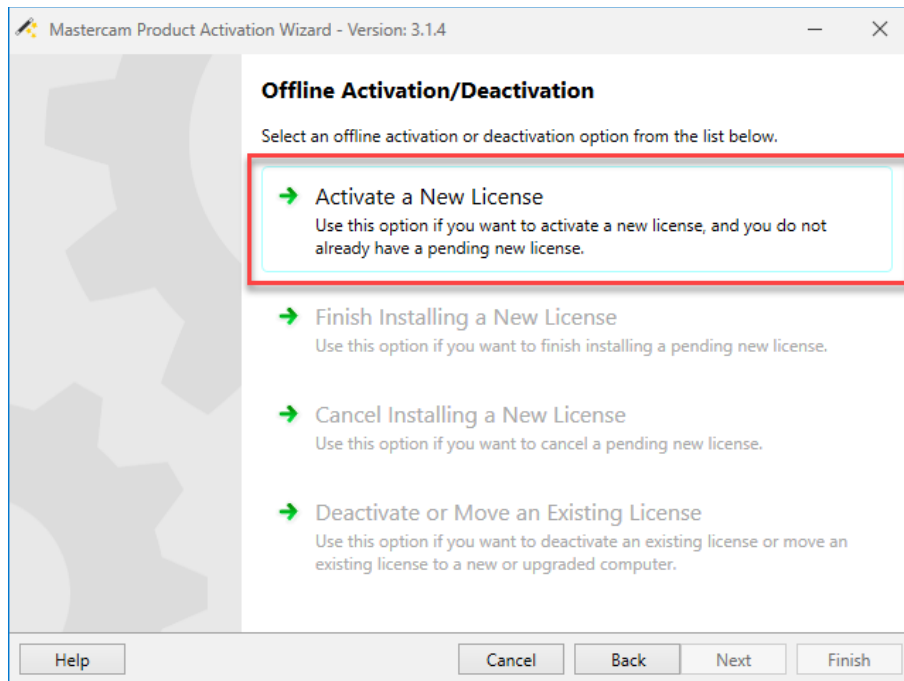 Mastercam Product Activation Wizard - Version: 3.1.4
Offline Activation/Deactivation
Select an offline activation or deactivation option from the list below.
Activate a New License
Use this option if you want to activate a new license, and you do not
already have a pending new license.
Finish Installing a New License
Use this option if you want to finish installing a pending new license.
Cancel Installing a New License
Use this option if you want to cancel a pending new license.
Deactivate or Move an Existing License
Use this option if you want to deactivate an existing license or move an
existing license to a new or upgraded computer.
Help
Cancel
Back
Next
Finish